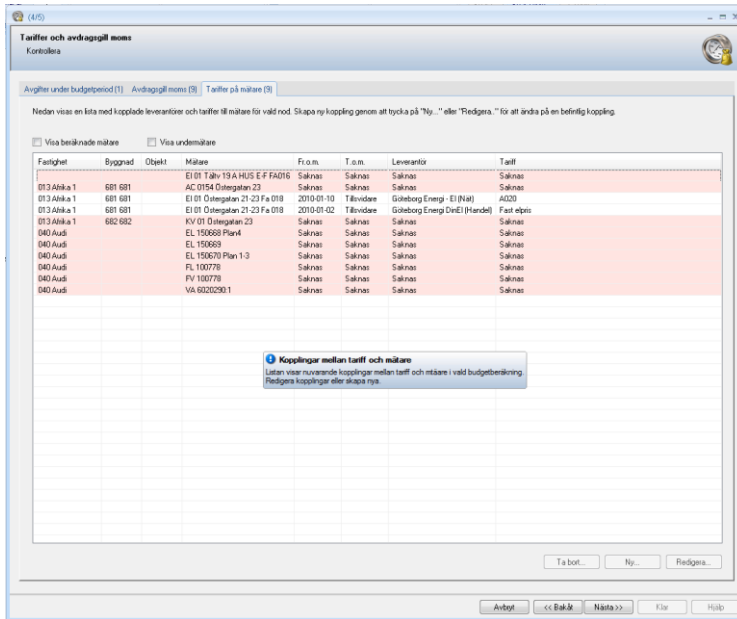 (4/5)
Tariffer och avdragsgill moms
Kontrollera
Avgifter under budgetperiod (1) Avdragsgill moms (9) Tariffer på mätare (9)
Nedan visas en lista med kopplade leverantörer och tariffer till mätare för vald nod. Skapa ny koppling genom att trycka på "Ny..." eller "Redigera.." för att ändra på en befintlig koppling.
Visa beräknade mätare Visa undermätare
Fastighet Byggnad Objekt Mätare Fr.o.m. T.o.m. Leverantör Tariff
El 01 Tåltv 19 A HUS E-F FA016 Saknas Saknas Saknas Saknas
013 Afrika 1 681 681 AC 0154 Östergatan 23 Saknas Saknas Saknas Saknas
013 Afrika 1 681 681 El 01 Östergatan 21-23 Fa 018 2010-01-10 Tillsvidare Göteborg Energi - El (Nät) A020
013 Afrika 1 681 681 El 01 Östergatan 21-23 Fa 018 2010-01-02 Tillsvidare Göteborg Energi DinEl (Handel) Fast elpris
013 Afrika 1 682 682 KV 01 Östergatan 23 Saknas Saknas Saknas Saknas
040 Audi EL 150668 Plan4 Saknas Saknas Saknas Saknas
040 Audi EL 150669 Saknas Saknas Saknas Saknas
040 Audi EL 150670 Plan 1-3 Saknas Saknas Saknas Saknas
040 Audi FL 100778 Saknas Saknas Saknas Saknas
040 Audi FV 100778 Saknas Saknas Saknas Saknas
040 Audi VA 6020290:1 Saknas Saknas Saknas Saknas
Kopplingar mellan tariff och mätare
Listan visar nuvarande kopplingar mellan tariff och mtäare i vald budgetberäkning.
Redigera kopplingar eller skapa nya.
Ta bort... Ny... Redigera...
Avbryt << Bakåt Nästa >> Klar Hjälp